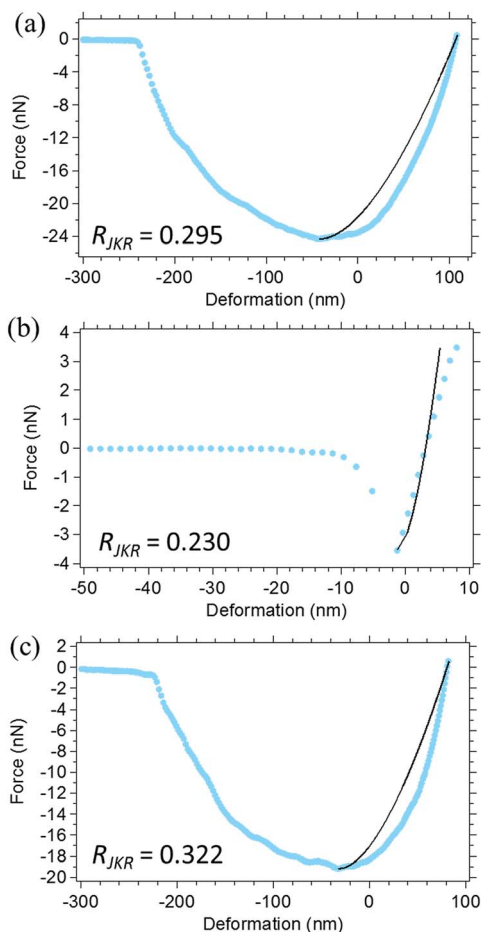 (a)
0
-4
-8
-12
-16
-20
-24
Force (nN)
R_JKR = 0.295
-300 -200 -100 0 100
Deformation (nm)
(b)
4
3
2
1
0
-1
-2
-3
-4
Force (nN)
R_JKR = 0.230
-50 -40 -30 -20 -10 0 10
Deformation (nm)
(c)
2
0
-2
-4
-6
-8
-10
-12
-14
-16
-18
-20
Force (nN)
R_JKR = 0.322
-300 -200 -100 0 100
Deformation (nm)